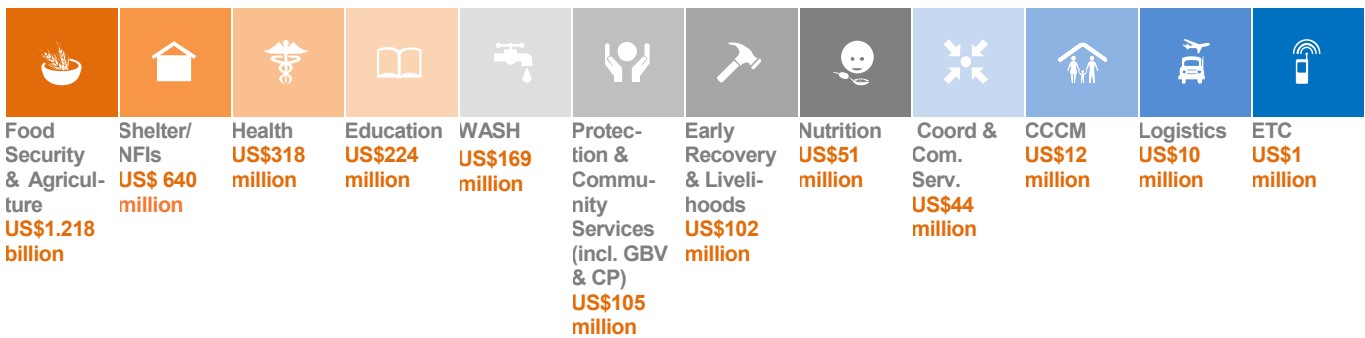 Food
Security
& Agricul-
ture
US$1.218
billion
Shelter/
NFIs
US$ 640
million
Health
US$318
million
Education
US$224
million
WASH
US$169
million
Protec-
tion &
Commu-
nity
Services
(incl. GBV
& CP)
US$105
million
Early
Recovery
& Liveli-
hoods
US$102
million
Nutrition
US$51
million
Coord &
Com.
Serv.
US$44
million
CCCM
US$12
million
Logistics
US$10
million
ETC
US$1
million